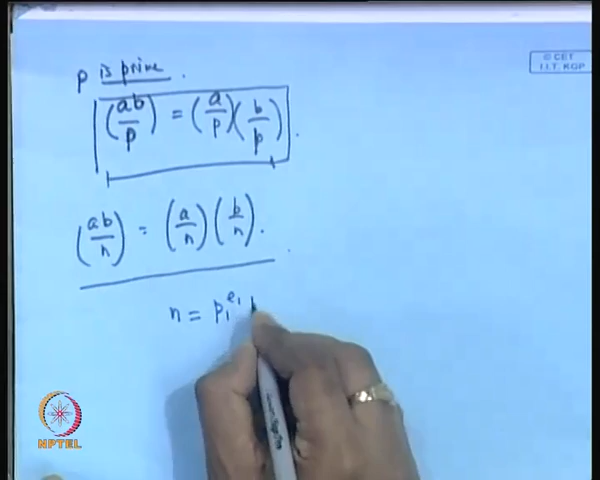 p is prime.
© CET
I.I.T. KGP
(ab/p) = (a/p)(b/p).
(ab/n) = (a/n)(b/n).
n = p₁^e₁
NPTEL